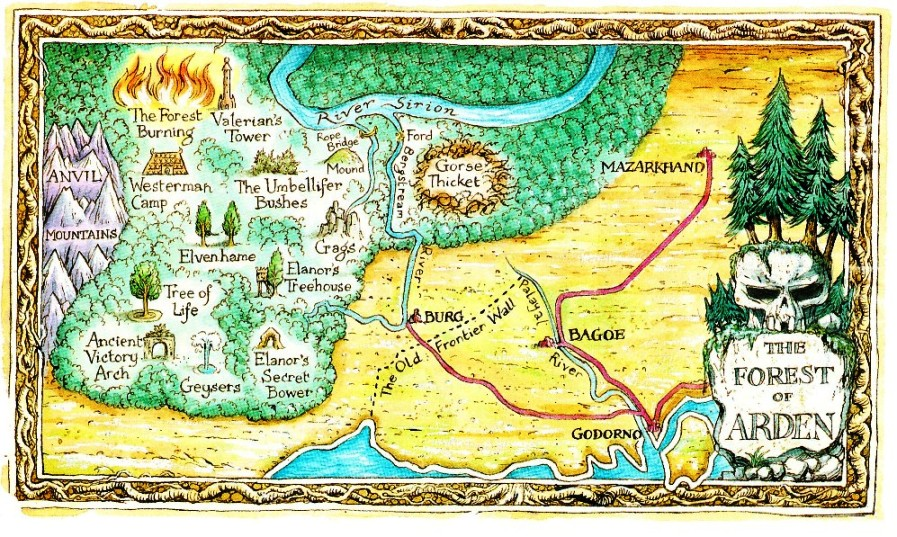 The Forest
Burning
Valerian's
Tower
River Sirion
Rope
Bridge
Ford
Mound
Bergstream
River
Gorse
Thicket
MAZARKHAND
ANVIL
MOUNTAINS
Westerman
Camp
The Umbellifer
Bushes
Crags
Elvenhame
Elanor's
Treehouse
Tree of
Life
BURG
The Old Frontier Wall
Palayal
River
BAGOE
Ancient
Victory
Arch
Geysers
Elanor's
Secret
Bower
GODORNO
THE
FOREST
OF
ARDEN